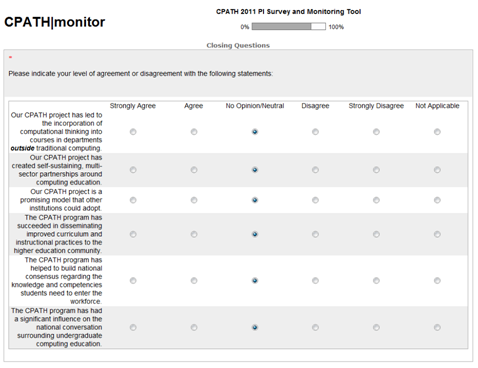 CPATH|monitor
CPATH 2011 PI Survey and Monitoring Tool
0% 100%
Closing Questions
*
Please indicate your level of agreement or disagreement with the following statements:
Strongly Agree Agree No Opinion/Neutral Disagree Strongly Disagree Not Applicable
Our CPATH project has led to
the incorporation of
computational thinking into
courses in departments
outside traditional computing.
Our CPATH project has
created self-sustaining, multi-
sector partnerships around
computing education.
Our CPATH project is a
promising model that other
institutions could adopt.
The CPATH program has
succeeded in disseminating
improved curriculum and
instructional practices to the
higher education community.
The CPATH program has
helped to build national
consensus regarding the
knowledge and competencies
students need to enter the
workforce.
The CPATH program has had
a significant influence on the
national conversation
surrounding undergraduate
computing education.